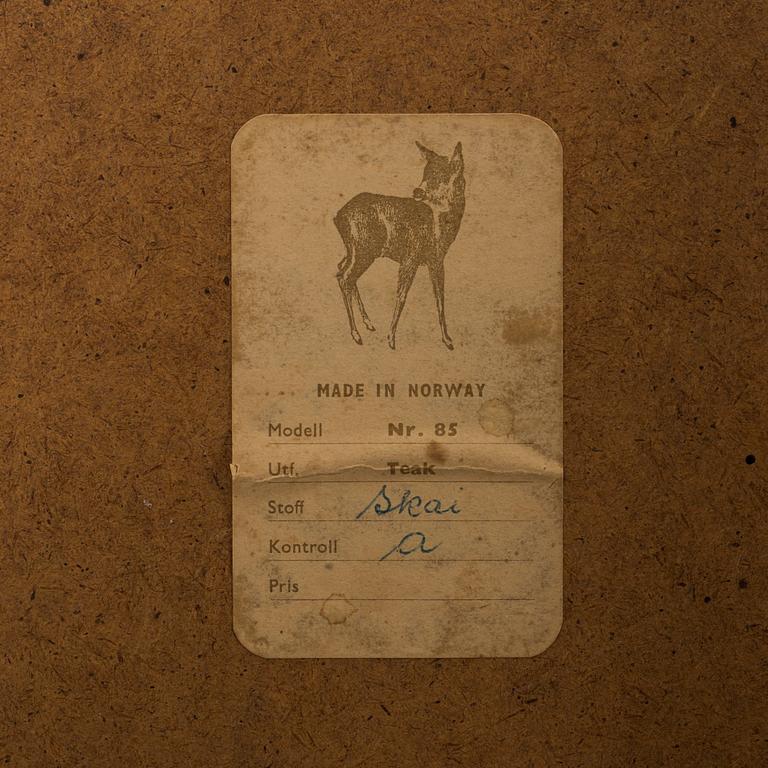 MADE IN NORWAY
Modell Nr. 85
Utf. Teak
Stoff Skai
Kontroll a
Pris